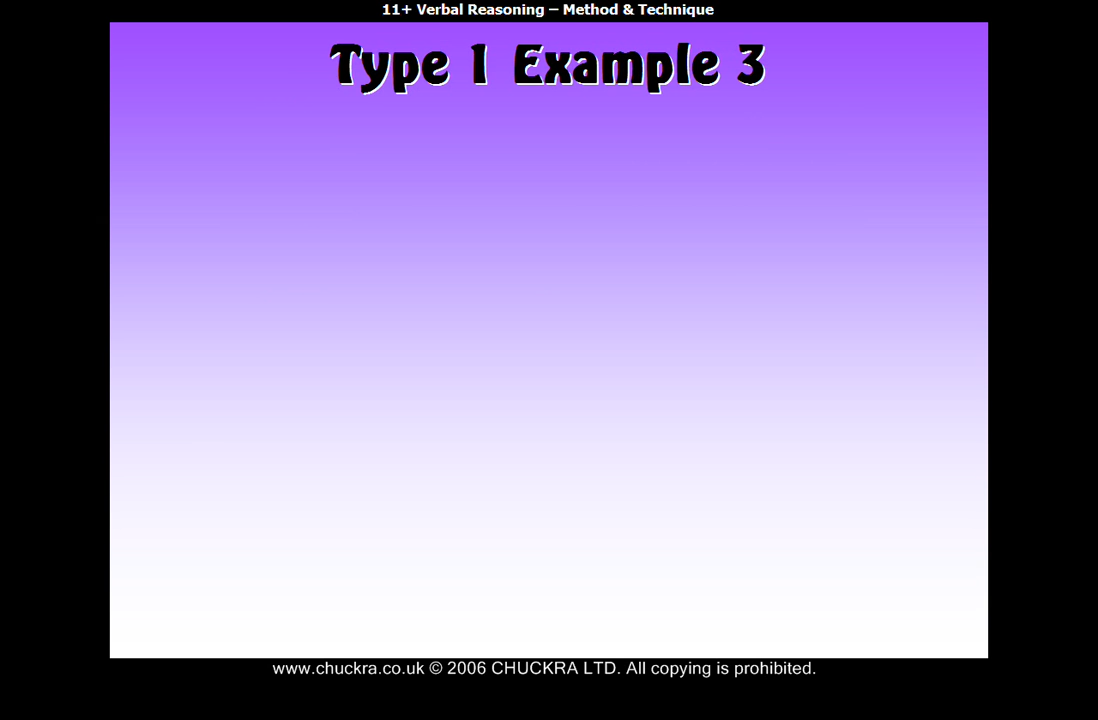 11+ Verbal Reasoning – Method & Technique
Type 1 Example 3
www.chuckra.co.uk © 2006 CHUCKRA LTD. All copying is prohibited.